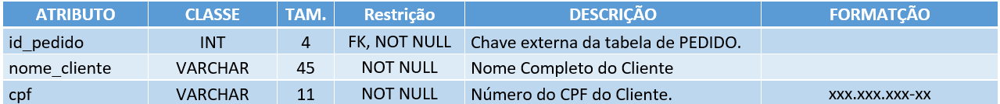 ATRIBUTO CLASSE TAM. Restrição DESCRIÇÃO FORMATÇÃO
id_pedido INT 4 FK, NOT NULL Chave externa da tabela de PEDIDO.
nome_cliente VARCHAR 45 NOT NULL Nome Completo do Cliente
cpf VARCHAR 11 NOT NULL Número do CPF do Cliente. xxx.xxx.xxx-xx